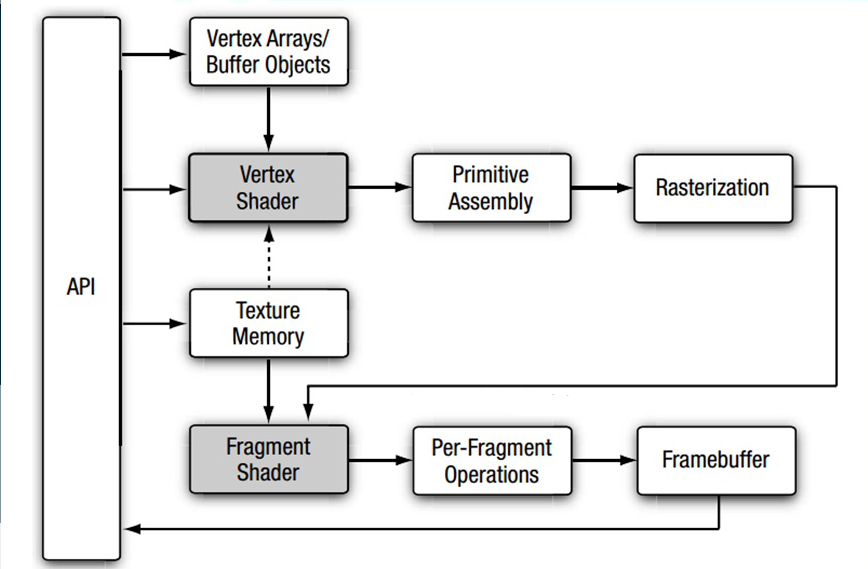 Vertex Arrays/
Buffer Objects
Vertex
Shader
Primitive
Assembly
Rasterization
API
Texture
Memory
Fragment
Shader
Per-Fragment
Operations
Framebuffer